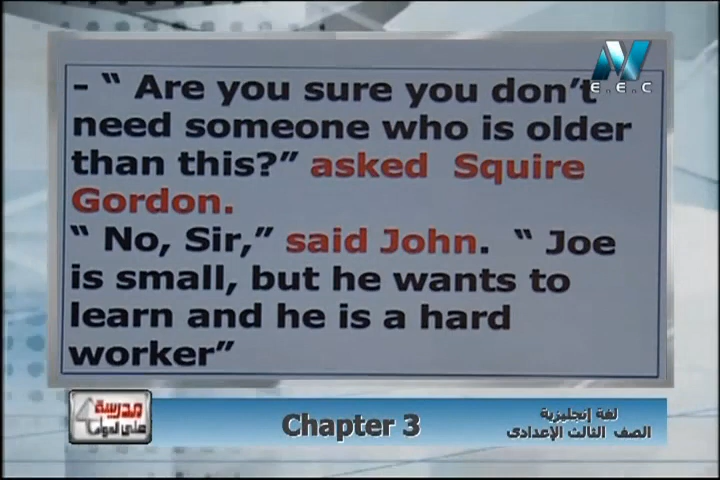 - “ Are you sure you don’t
need someone who is older
than this?” asked Squire
Gordon.
“ No, Sir,” said John. “ Joe
is small, but he wants to
learn and he is a hard
worker”
E.E.C
مدرسة
على الهواء
Chapter 3
لغة إنجليزية
الصف الثالث الإعدادى